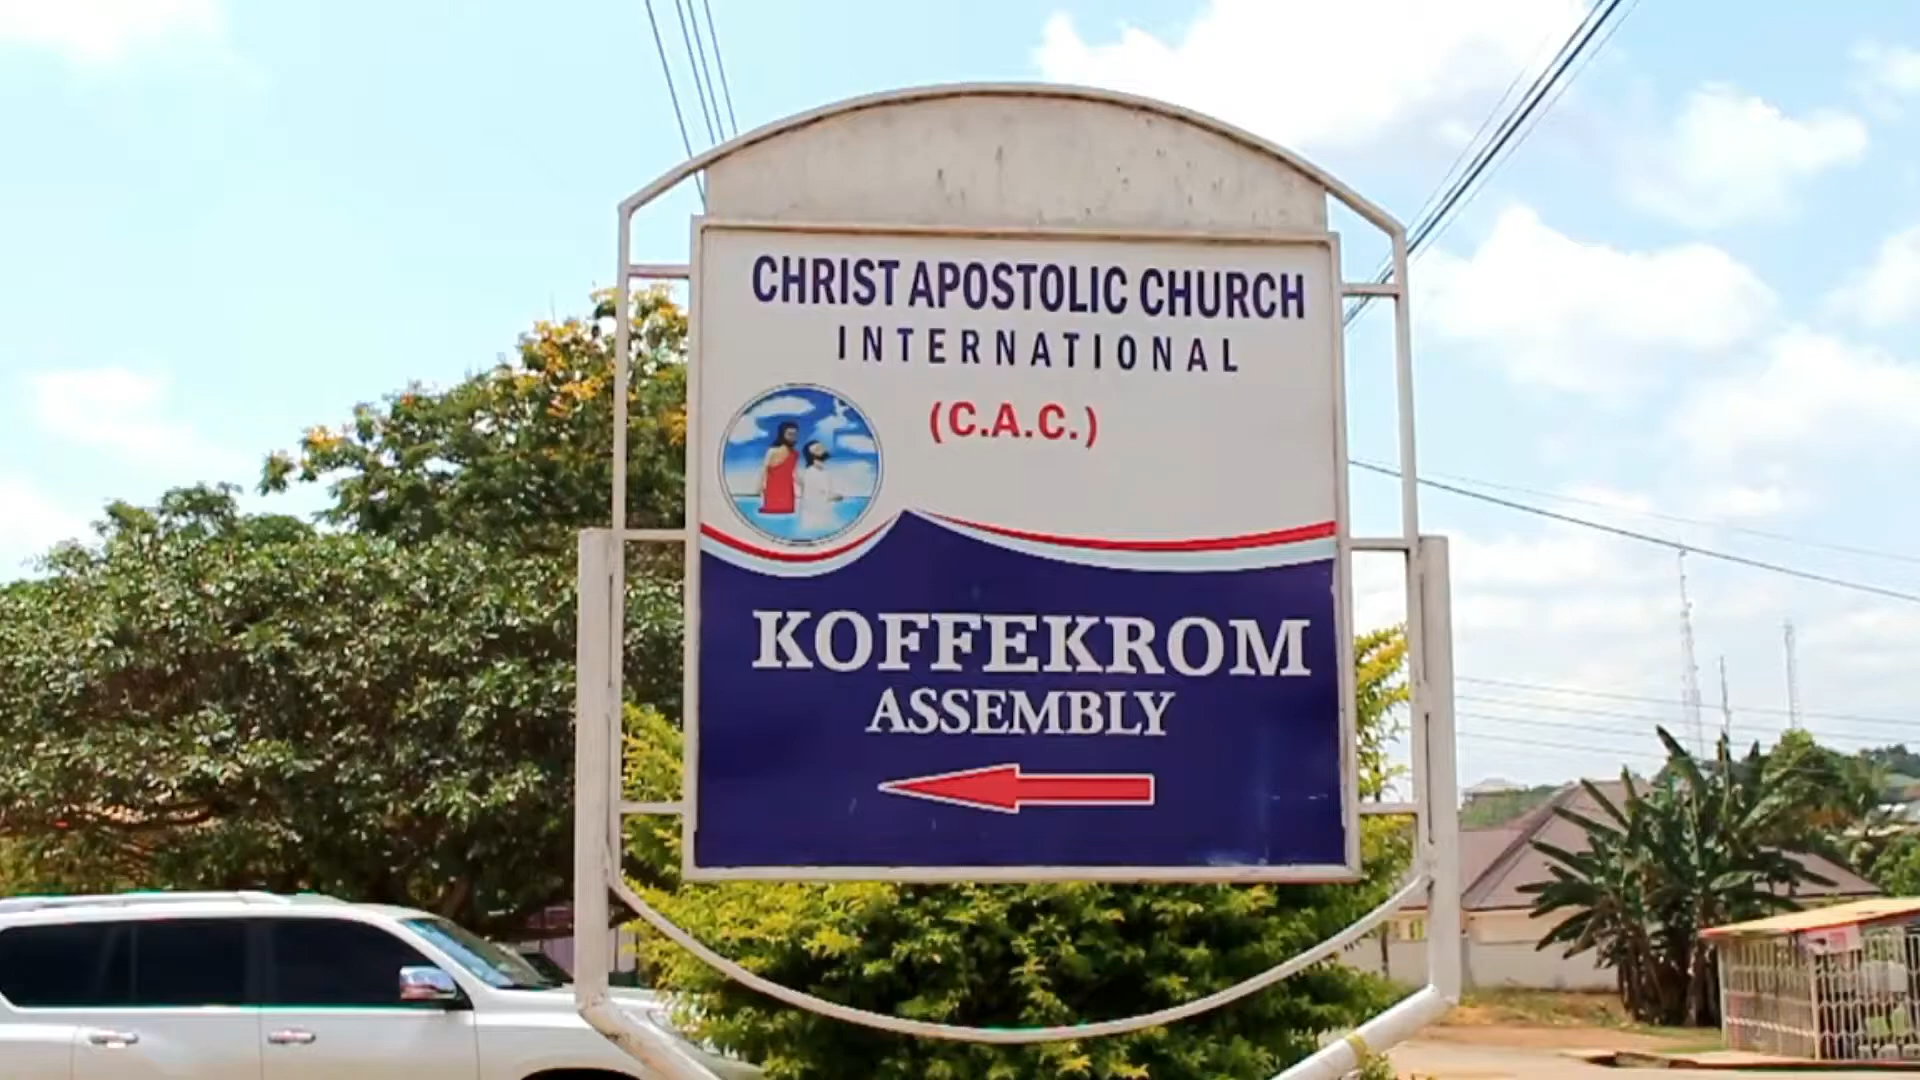 CHRIST APOSTOLIC CHURCH
INTERNATIONAL
(C.A.C.)
KOFFEKROM
ASSEMBLY